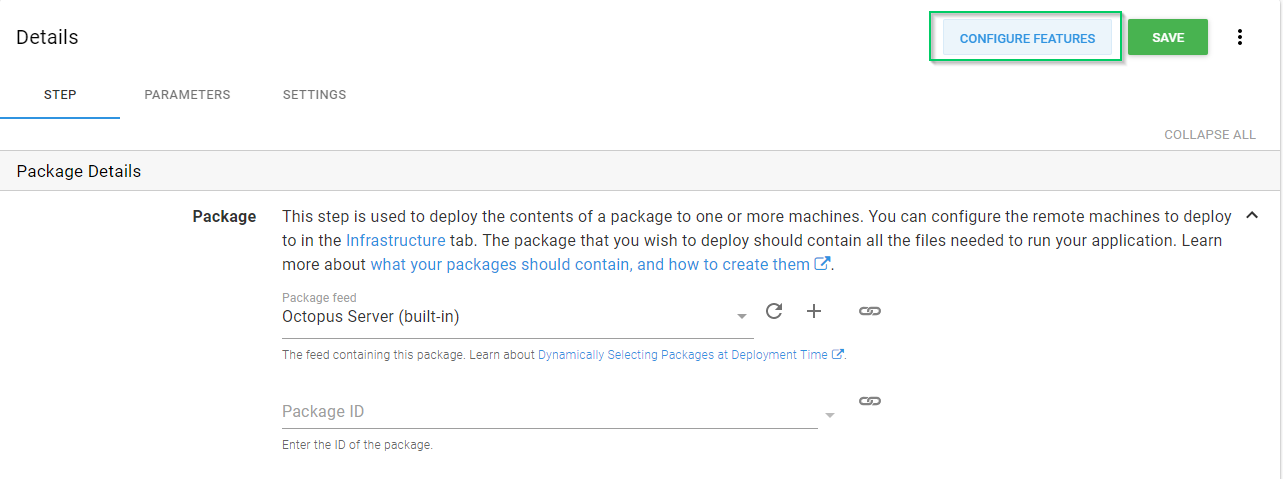 Details
CONFIGURE FEATURES
SAVE
STEP
PARAMETERS
SETTINGS
COLLAPSE ALL
Package Details
Package
This step is used to deploy the contents of a package to one or more machines. You can configure the remote machines to deploy
to in the Infrastructure tab. The package that you wish to deploy should contain all the files needed to run your application. Learn
more about what your packages should contain, and how to create them.
Package feed
Octopus Server (built-in)
The feed containing this package. Learn about Dynamically Selecting Packages at Deployment Time.
Package ID
Enter the ID of the package.